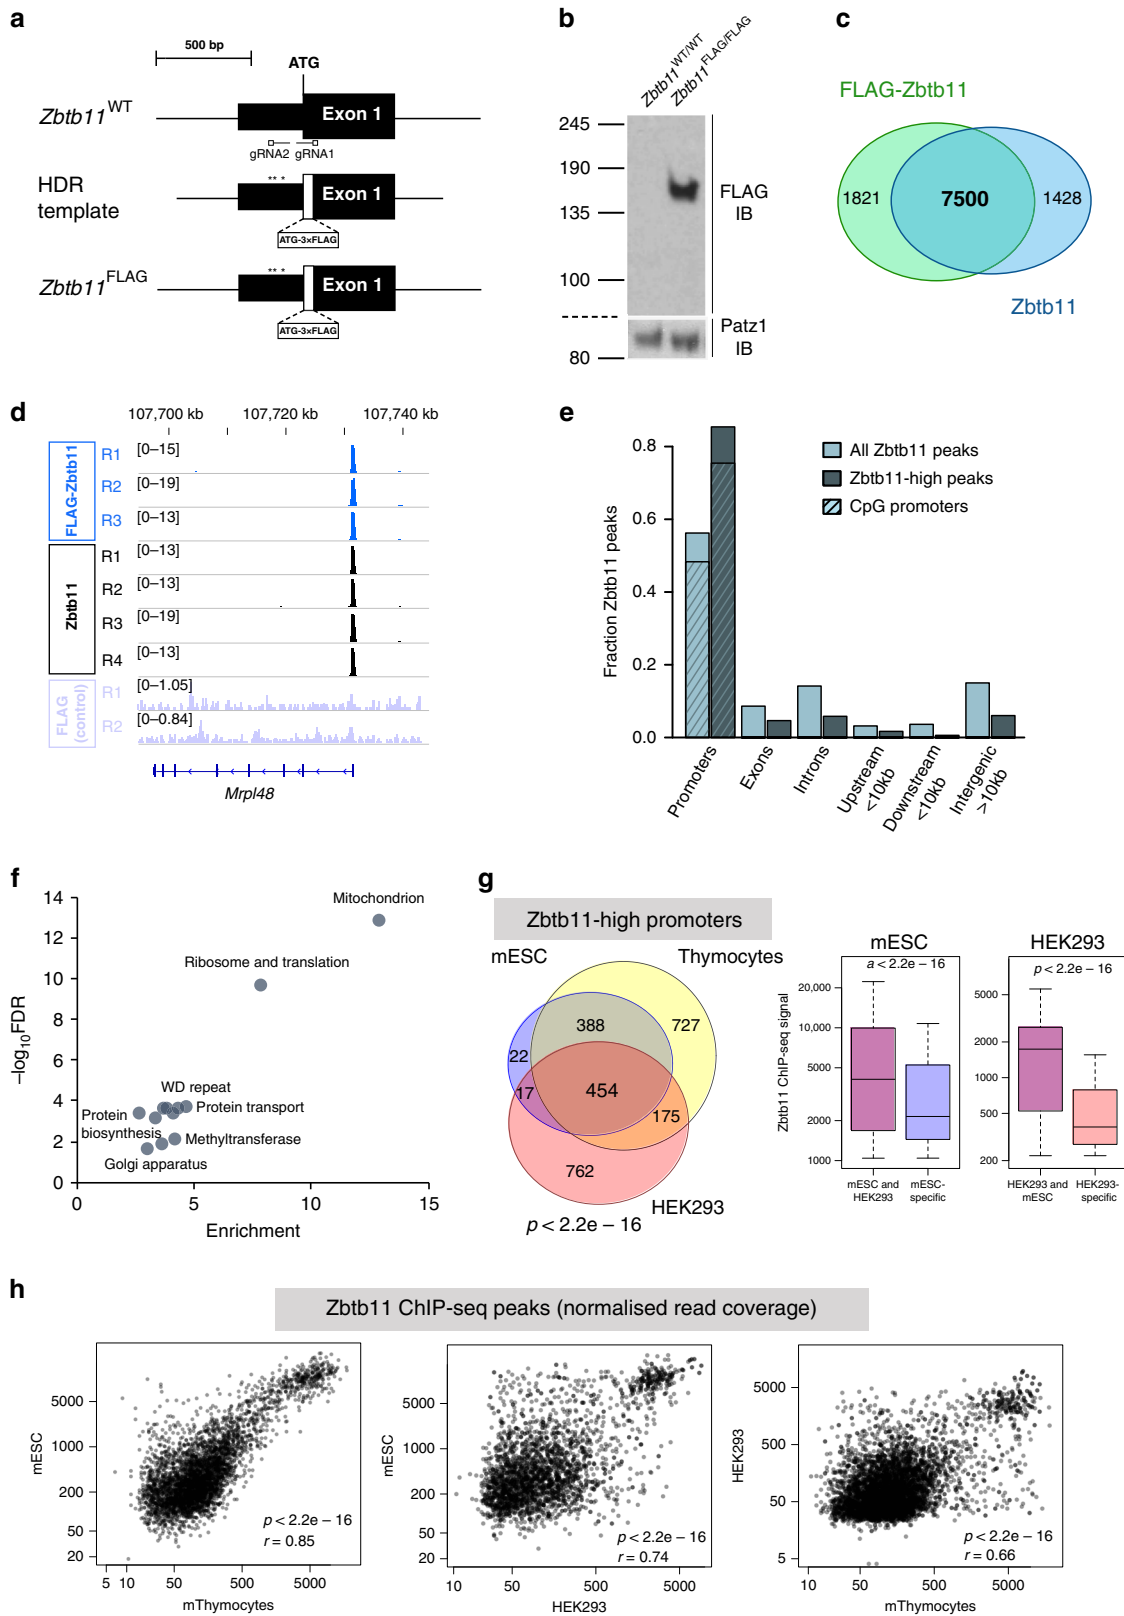 a
500 bp
ATG
Zbtb11WT
Exon 1
gRNA2 gRNA1
HDR
template
** *
Exon 1
ATG-3×FLAG
Zbtb11FLAG
** *
Exon 1
ATG-3×FLAG
b
Zbtb11WT/WT
Zbtb11FLAG/FLAG
245
190
135
100
80
FLAG
IB
Patz1
IB
c
FLAG-Zbtb11
1821
7500
1428
Zbtb11
d
107,700 kb 107,720 kb 107,740 kb
FLAG-Zbtb11
R1 [0–15]
R2 [0–19]
R3 [0–13]
Zbtb11
R1 [0–13]
R2 [0–13]
R3 [0–19]
R4 [0–13]
FLAG
(control)
R1 [0–1.05]
R2 [0–0.84]
Mrpl48
e
Fraction Zbtb11 peaks
0.8
0.6
0.4
0.2
0.0
All Zbtb11 peaks
Zbtb11-high peaks
CpG promoters
Promoters
Exons
Introns
Upstream
<10kb
Downstream
<10kb
Intergenic
>10kb
f
–log10FDR
14
12
10
8
6
4
2
0
Mitochondrion
Ribosome and translation
WD repeat
Protein transport
Protein
biosynthesis
Methyltransferase
Golgi apparatus
0 5 10 15
Enrichment
g
Zbtb11-high promoters
mESC
Thymocytes
388
727
22
17
454
175
762
HEK293
p < 2.2e – 16
mESC
a < 2.2e – 16
Zbtb11 ChIP-seq signal
20,000
10,000
5000
2000
1000
mESC and
HEK293
mESC-
specific
HEK293
p < 2.2e – 16
5000
2000
1000
500
200
HEK293 and
mESC
HEK293-
specific
h
Zbtb11 ChIP-seq peaks (normalised read coverage)
mESC
5000
1000
200
50
20
p < 2.2e – 16
r = 0.85
5 10 50 500 5000
mThymocytes
mESC
5000
1000
200
50
20
p < 2.2e – 16
r = 0.74
10 50 500 5000
HEK293
HEK293
5000
500
50
5
p < 2.2e – 16
r = 0.66
10 50 500 5000
mThymocytes